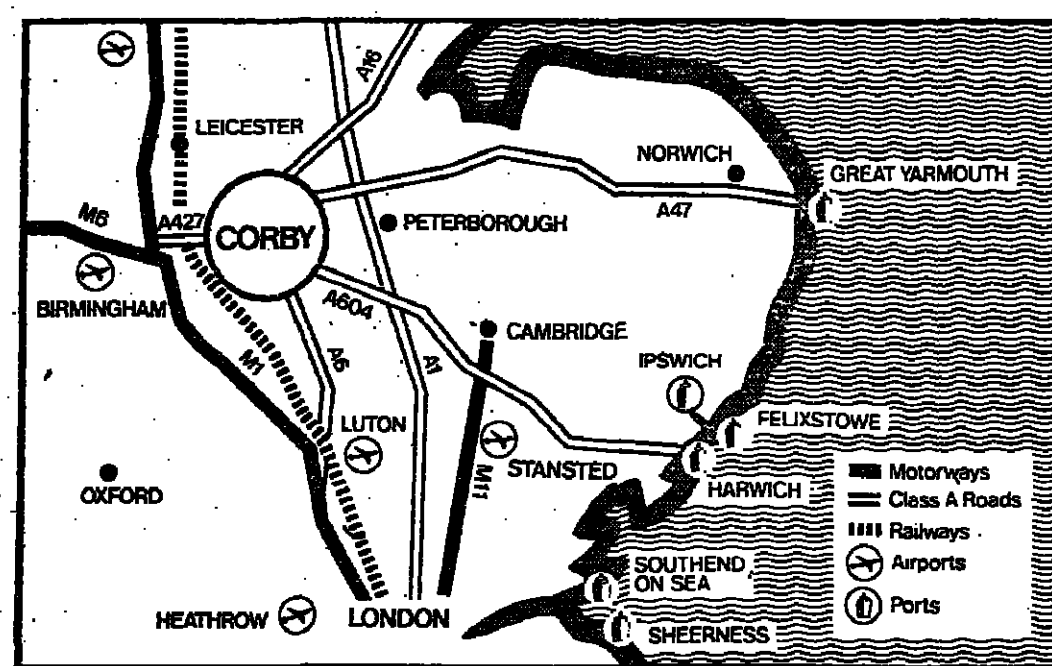 A16
LEICESTER
NORWICH
GREAT YARMOUTH
A47
M6
A427
CORBY
PETERBOROUGH
BIRMINGHAM
A604
CAMBRIDGE
M1
A6
A1
IPSWICH
FELIXSTOWE
LUTON
STANSTED
M11
OXFORD
HARWICH
Motorways
Class A Roads
Railways
Airports
Ports
SOUTHEND
ON SEA
HEATHROW
LONDON
SHEERNESS